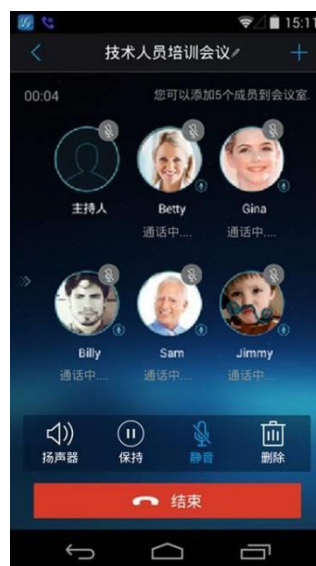 15:11
技术人员培训会议
00:04 您可以添加5个成员到会议室.
主持人 Betty Gina
通话中.... 通话中....
Billy Sam Jimmy
通话中.... 通话中.... 通话中....
扬声器 保持 静音 删除
结束